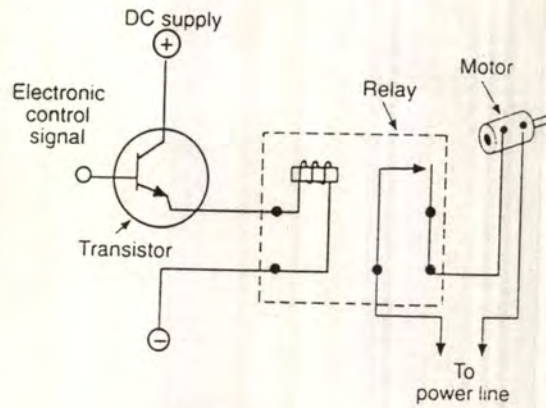 DC supply
+
Electronic
control
signal
Relay
Motor
Transistor
−
To
power line